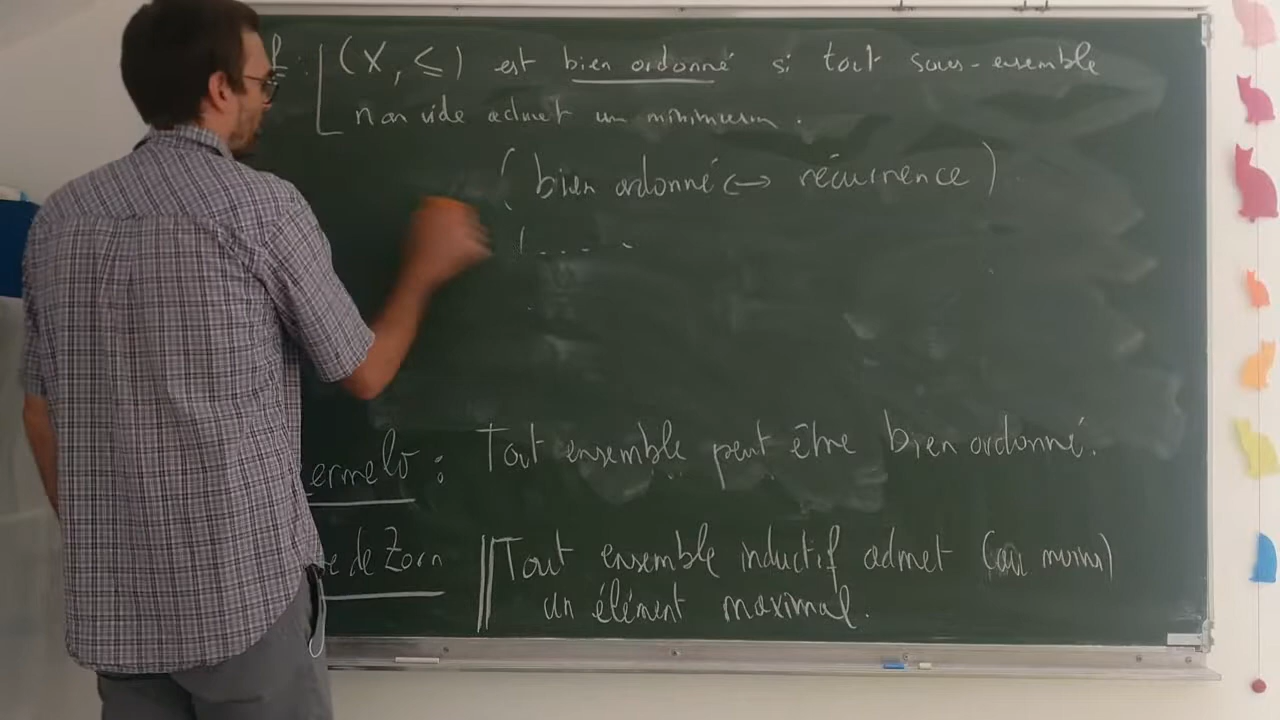 f : (X, ≤) est bien ordonné si tout sous-ensemble
non vide admet un minimum.
(bien ordonné ↔ récurrence)
(....
ermelo : Tout ensemble peut être bien ordonné.
e de Zorn Tout ensemble inductif admet (au moins)
un élément maximal.